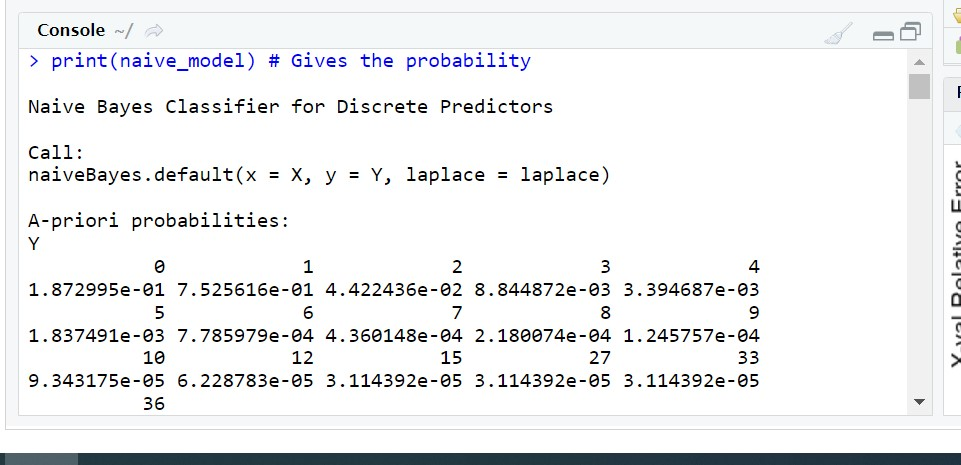 Console ~/
> print(naive_model) # Gives the probability
Naive Bayes Classifier for Discrete Predictors
Call:
naiveBayes.default(x = X, y = Y, laplace = laplace)
A-priori probabilities:
Y
0 1 2 3 4
1.872995e-01 7.525616e-01 4.422436e-02 8.844872e-03 3.394687e-03
5 6 7 8 9
1.837491e-03 7.785979e-04 4.360148e-04 2.180074e-04 1.245757e-04
10 12 15 27 33
9.343175e-05 6.228783e-05 3.114392e-05 3.114392e-05 3.114392e-05
36
X-val Relative Error